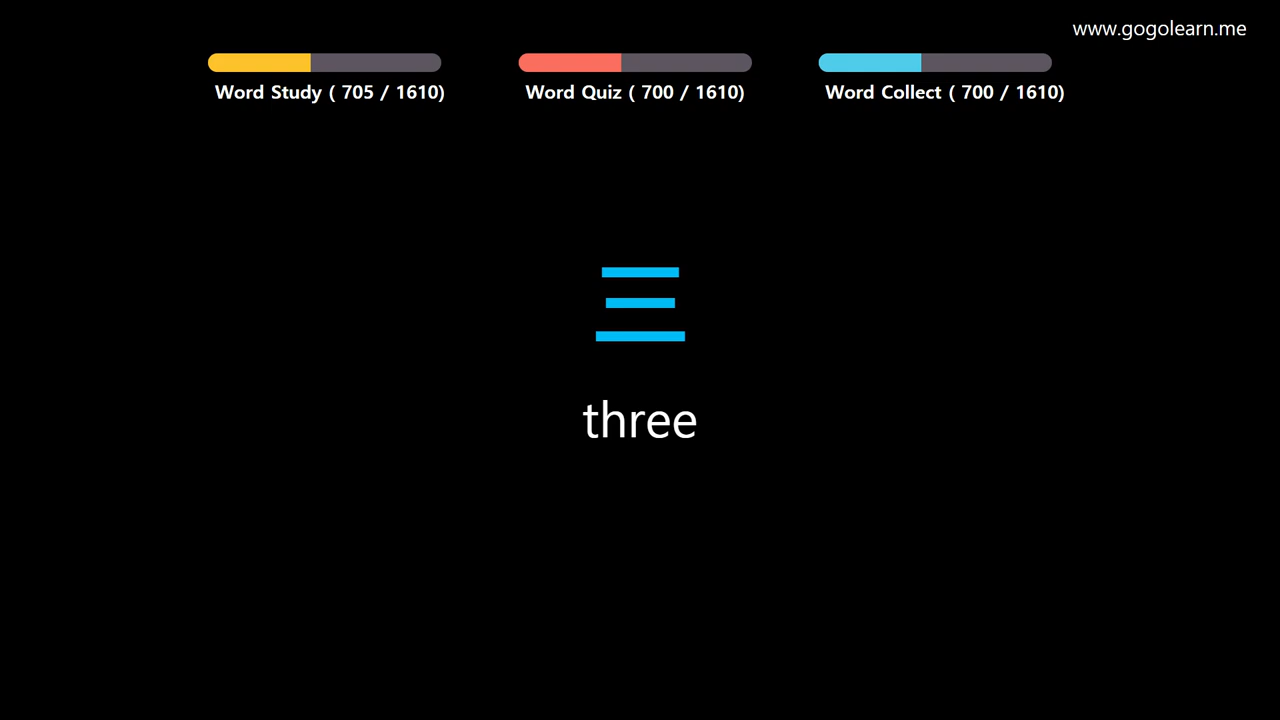 www.gogolearn.me
Word Study ( 705 / 1610)
Word Quiz ( 700 / 1610)
Word Collect ( 700 / 1610)
三
three